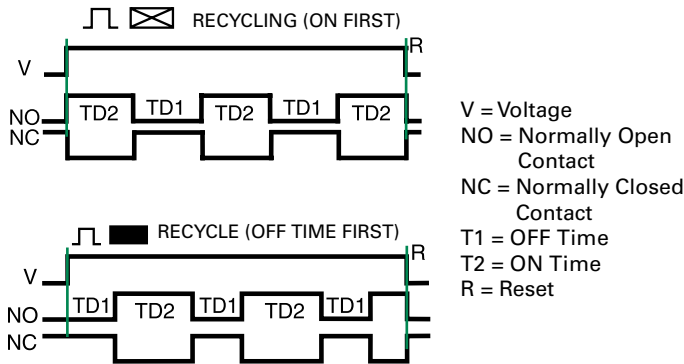 RECYCLING (ON FIRST)
R
V
NO
NC
TD2 TD1 TD2 TD1 TD2
RECYCLE (OFF TIME FIRST)
R
V
NO
NC
TD1 TD2 TD1 TD2 TD1
V = Voltage
NO = Normally Open
Contact
NC = Normally Closed
Contact
T1 = OFF Time
T2 = ON Time
R = Reset